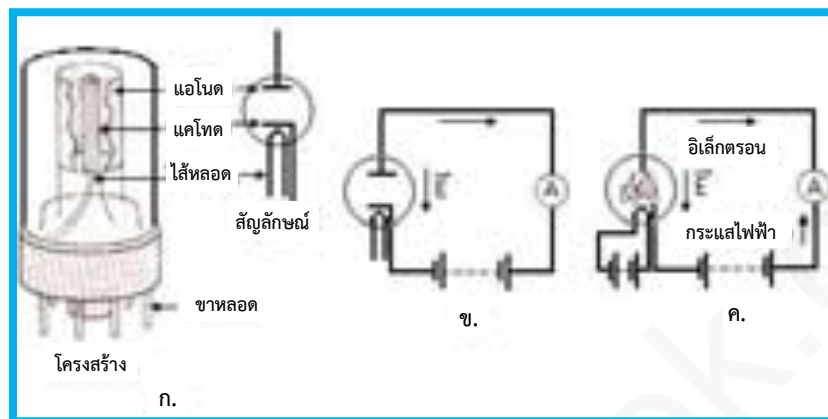 แอโนด
แคโทด
ไส้หลอด
สัญลักษณ์
ขาหลอด
โครงสร้าง
ก.
A
ข.
อิเล็กตรอน
A
กระแสไฟฟ้า
ค.